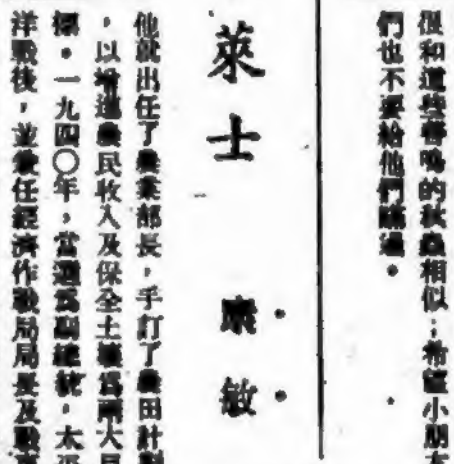 很和這些善鳴的秋蟲相似；希望小朋友
們也不要給他們瞞過。
萊士
康敏
他就出任了農業部長，手訂了農田計劃
，以增進農民收入及保全土壤爲兩大目
標。一九四〇年，當選爲副總統。太平
洋戰後，並兼任經濟作戰局局長及戰